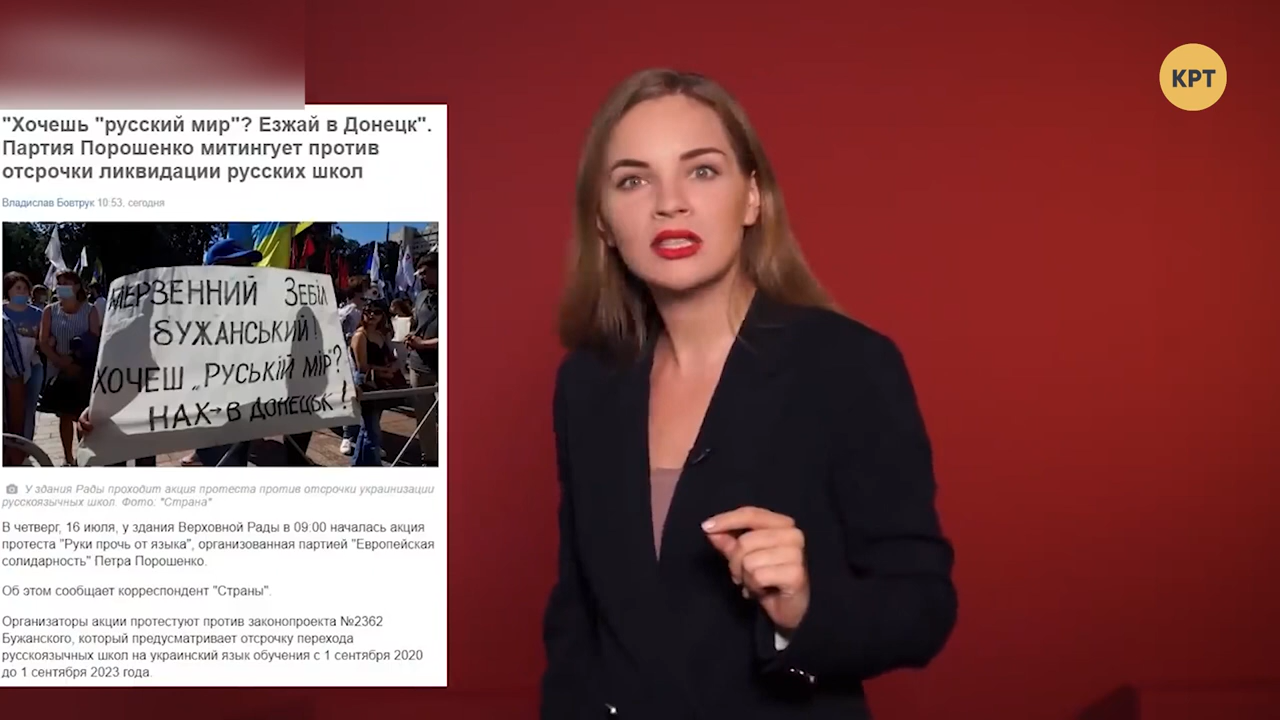 КРТ
"Хочешь "русский мир"? Езжай в Донецк".
Партия Порошенко митингует против
отсрочки ликвидации русских школ
Владислав Бовтрук 10:53, сегодня
МЕРЗЕННИЙ ЗЕБІЛ
БУЖАНСЬКИЙ!
ХОЧЕШ „РУСЬКІЙ МІР"?
НАХ→В ДОНЕЦЬК!
У здания Рады проходит акция протеста против отсрочки украинизации
русскоязычных школ. Фото: "Страна"
В четверг, 16 июля, у здания Верховной Рады в 09:00 началась акция
протеста "Руки прочь от языка", организованная партией "Европейская
солидарность" Петра Порошенко.
Об этом сообщает корреспондент "Страны".
Организаторы акции протестуют против законопроекта №2362
Бужанского, который предусматривает отсрочку перехода
русскоязычных школ на украинский язык обучения с 1 сентября 2020
до 1 сентября 2023 года.